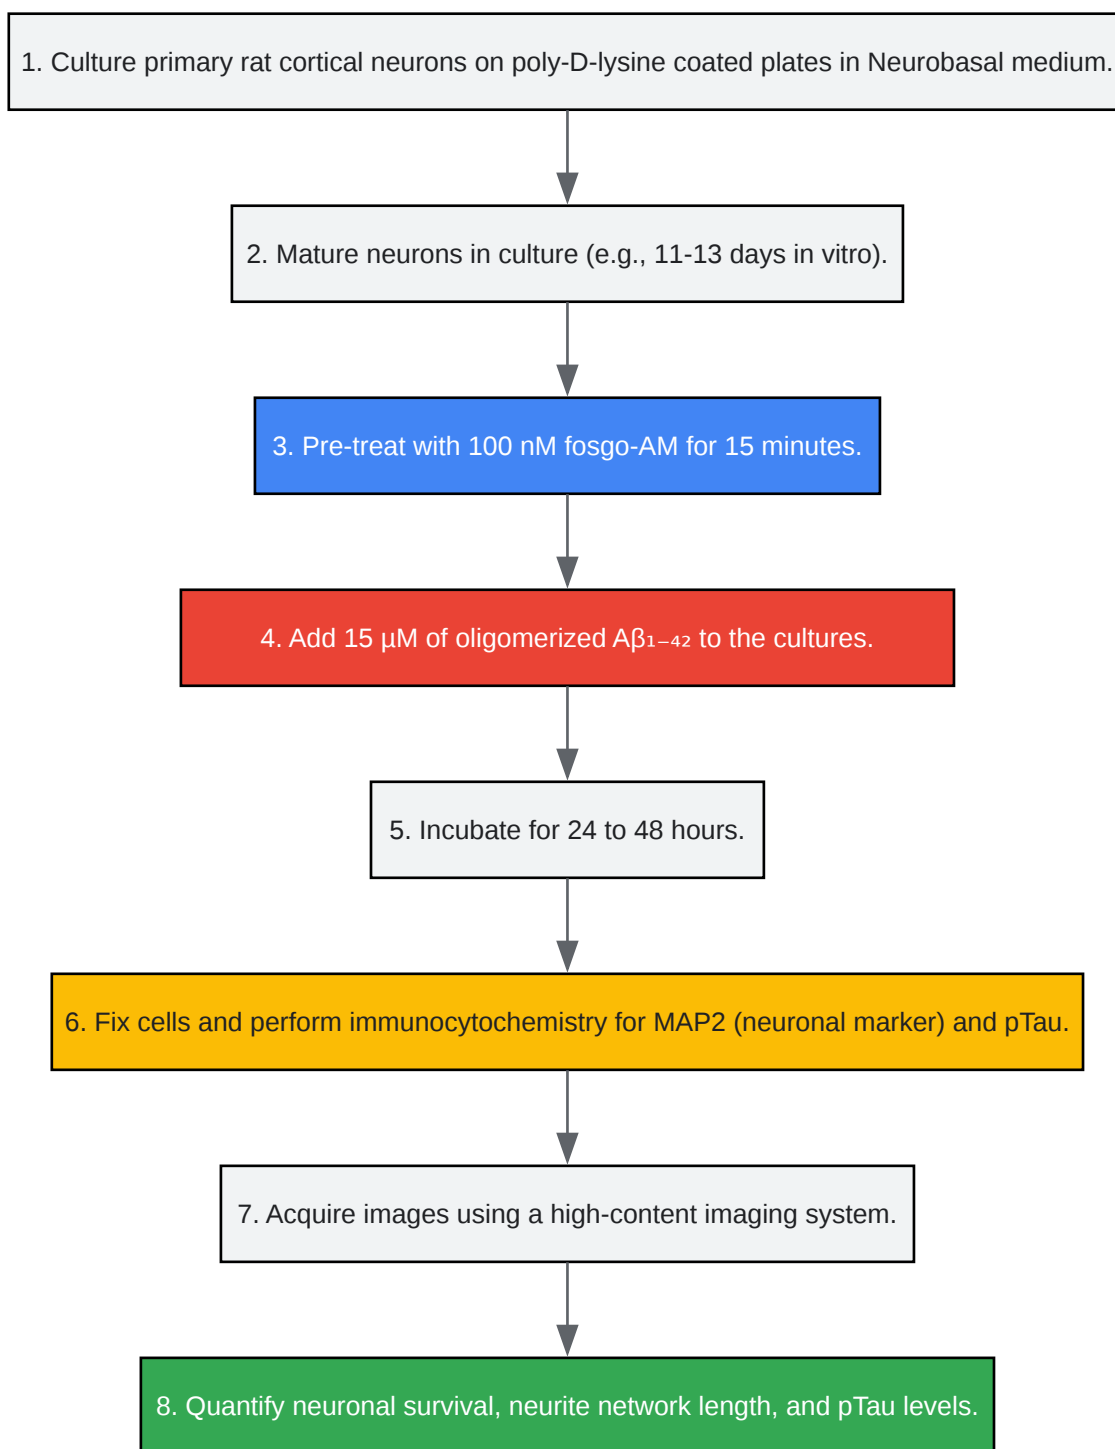 1. Culture primary rat cortical neurons on poly-D-lysine coated plates in Neurobasal medium.
2. Mature neurons in culture (e.g., 11-13 days in vitro).
3. Pre-treat with 100 nM fosgo-AM for 15 minutes.
4. Add 15 µM of oligomerized Aβ₁₋₄₂ to the cultures.
5. Incubate for 24 to 48 hours.
6. Fix cells and perform immunocytochemistry for MAP2 (neuronal marker) and pTau.
7. Acquire images using a high-content imaging system.
8. Quantify neuronal survival, neurite network length, and pTau levels.